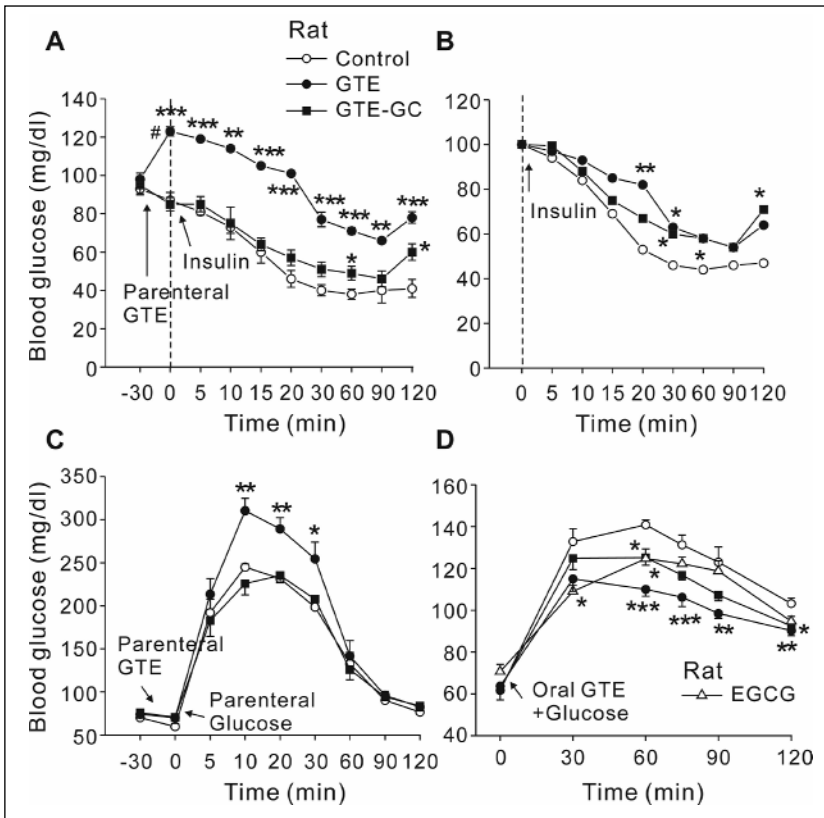 A
Rat
Control
GTE
GTE-GC
B
Blood glucose (mg/dl)
140
120
100
80
60
40
20
0
#
***
***
**
***
***
***
***
**
***
*
*
Insulin
Parenteral
GTE
-30 0 5 10 15 20 30 60 90 120
Time (min)
120
100
80
60
40
20
0
**
*
*
*
*
Insulin
0 5 10 15 20 30 60 90 120
Time (min)
C
Blood glucose (mg/dl)
350
300
250
200
150
100
50
**
**
*
Parenteral
GTE
Parenteral
Glucose
-30 0 5 10 20 30 60 90 120
Time (min)
D
160
140
120
100
80
60
40
*
*
*
***
***
**
**
*
Oral GTE
+Glucose
Rat
EGCG
0 30 60 90 120
Time (min)